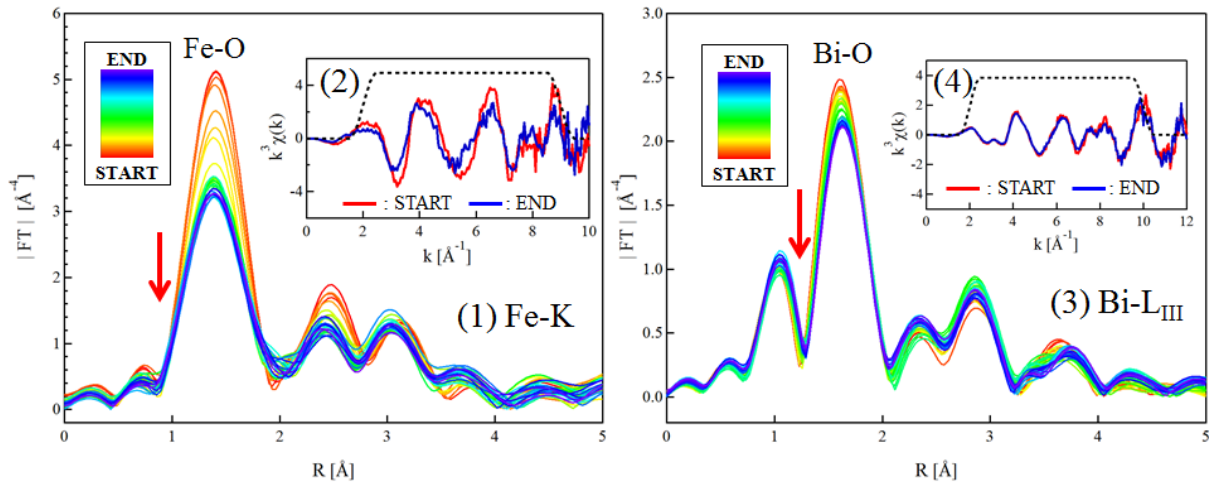 6
5
4
3
2
1
0
| FT | [Å⁻⁴]
END
START
Fe-O
(2)
4
0
-4
k³ χ(k)
: START : END
0 2 4 6 8 10
k [Å⁻¹]
(1) Fe-K
0 1 2 3 4 5
R [Å]
3.0
2.5
2.0
1.5
1.0
0.5
0.0
| FT | [Å⁻⁴]
END
START
Bi-O
(4)
4
2
0
-2
-4
k³ χ(k)
: START : END
0 2 4 6 8 10 12
k [Å⁻¹]
(3) Bi-L_III
0 1 2 3 4 5
R [Å]